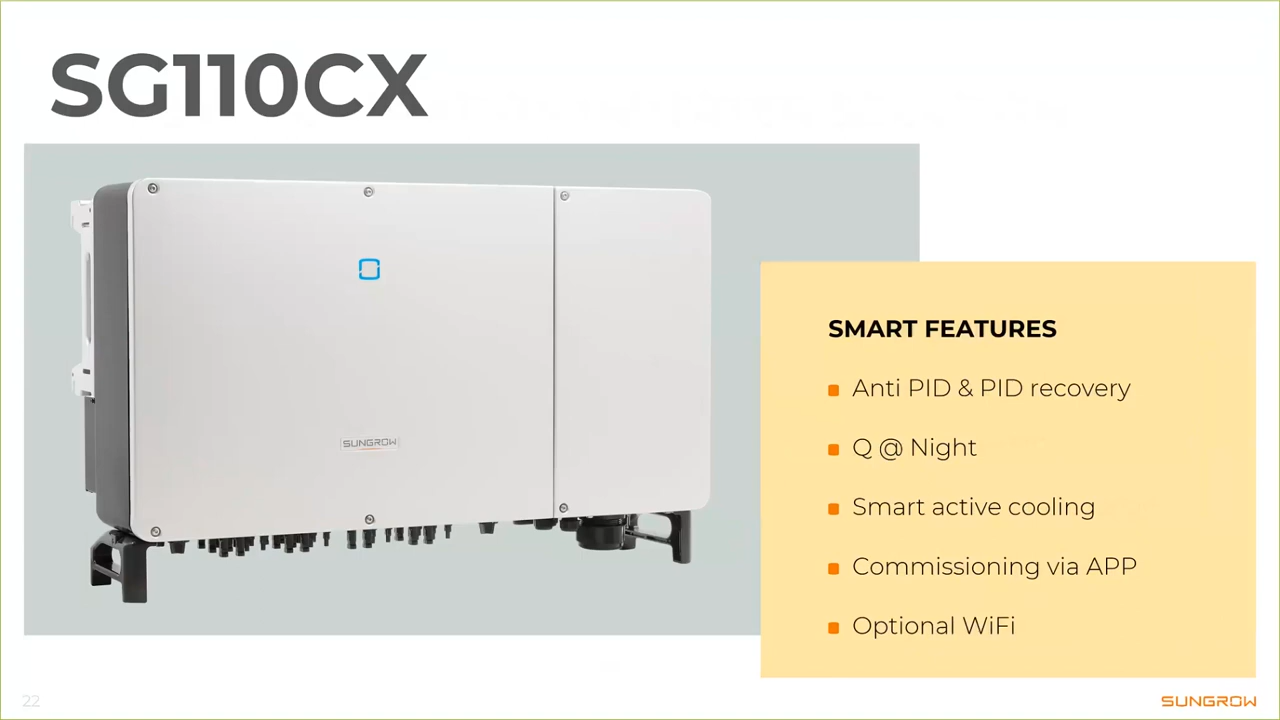 SG110CX
SUNGROW
SMART FEATURES
Anti PID & PID recovery
Q @ Night
Smart active cooling
Commissioning via APP
Optional WiFi
22
SUNGROW